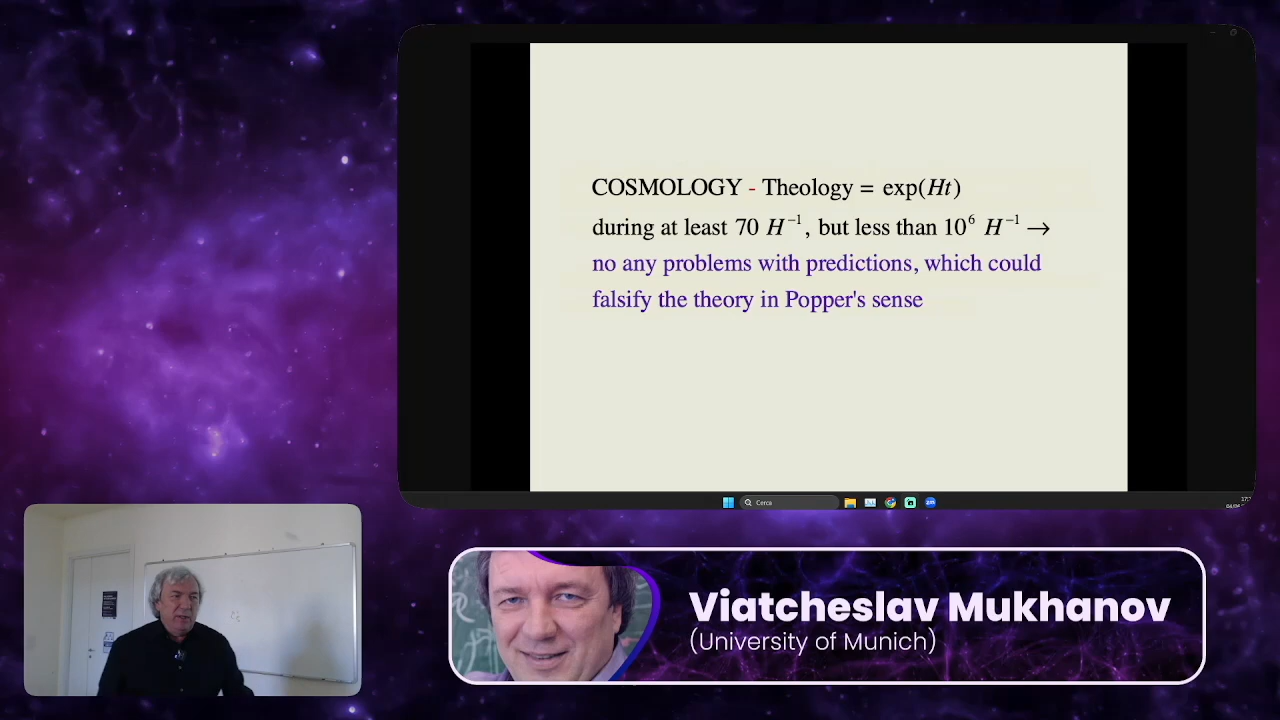 COSMOLOGY - Theology = exp(Ht)
during at least 70 H⁻¹, but less than 10⁶ H⁻¹ →
no any problems with predictions, which could
falsify the theory in Popper's sense
Cerca
Viatcheslav Mukhanov
(University of Munich)